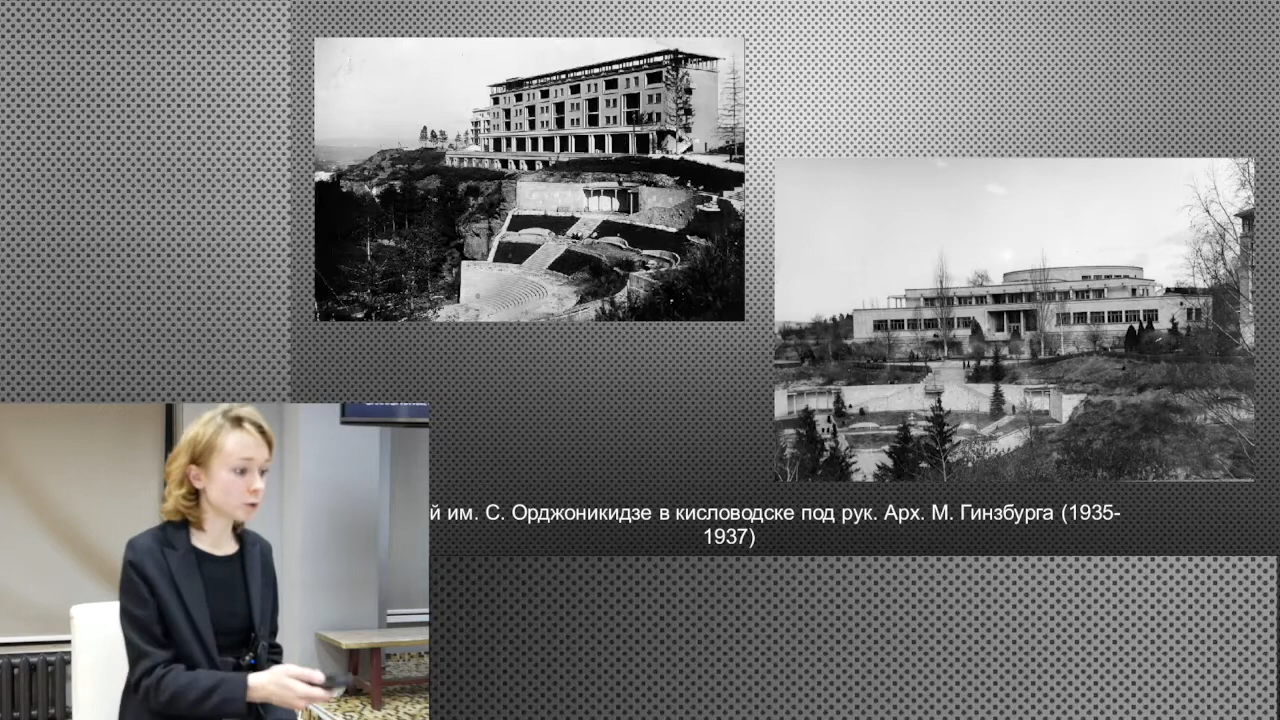 й им. С. Орджоникидзе в кисловодске под рук. Арх. М. Гинзбурга (1935-
1937)